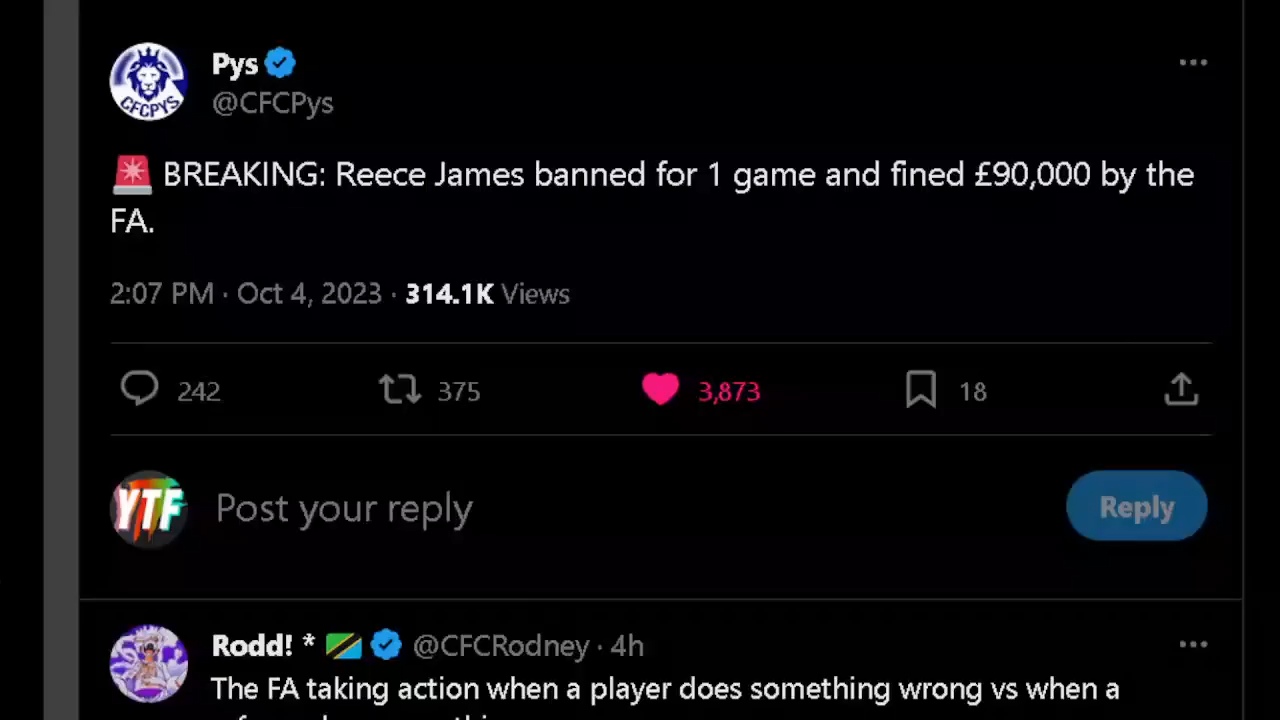 Pys
@CFCPys
CFCPYS
BREAKING: Reece James banned for 1 game and fined £90,000 by the
FA.
2:07 PM · Oct 4, 2023 · 314.1K Views
242
375
3,873
18
YTF
Post your reply
Reply
Rodd! * @CFCRodney · 4h
The FA taking action when a player does something wrong vs when a